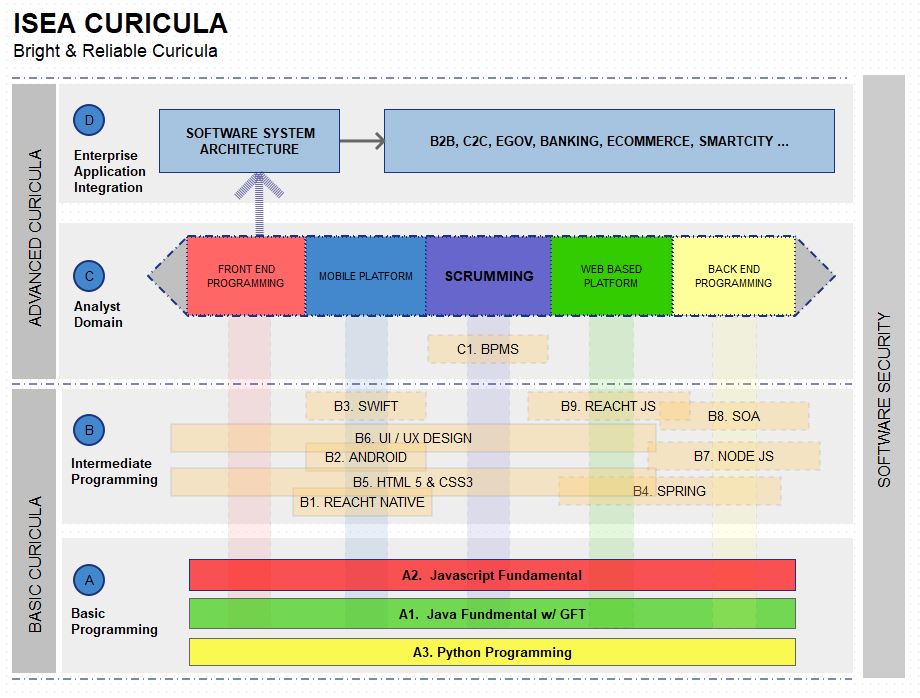 ISEA CURICULA
Bright & Reliable Curicula
ADVANCED CURICULA
D
Enterprise
Application
Integration
SOFTWARE SYSTEM
ARCHITECTURE
B2B, C2C, EGOV, BANKING, ECOMMERCE, SMARTCITY ...
C
Analyst
Domain
FRONT END
PROGRAMMING
MOBILE PLATFORM
SCRUMMING
WEB BASED
PLATFORM
BACK END
PROGRAMMING
C1. BPMS
SOFTWARE SECURITY
BASIC CURICULA
B
Intermediate
Programming
B3. SWIFT
B9. REACHT JS
B8. SOA
B6. UI / UX DESIGN
B2. ANDROID
B7. NODE JS
B5. HTML 5 & CSS3
B4. SPRING
B1. REACHT NATIVE
A
Basic
Programming
A2. Javascript Fundamental
A1. Java Fundmental w/ GFT
A3. Python Programming